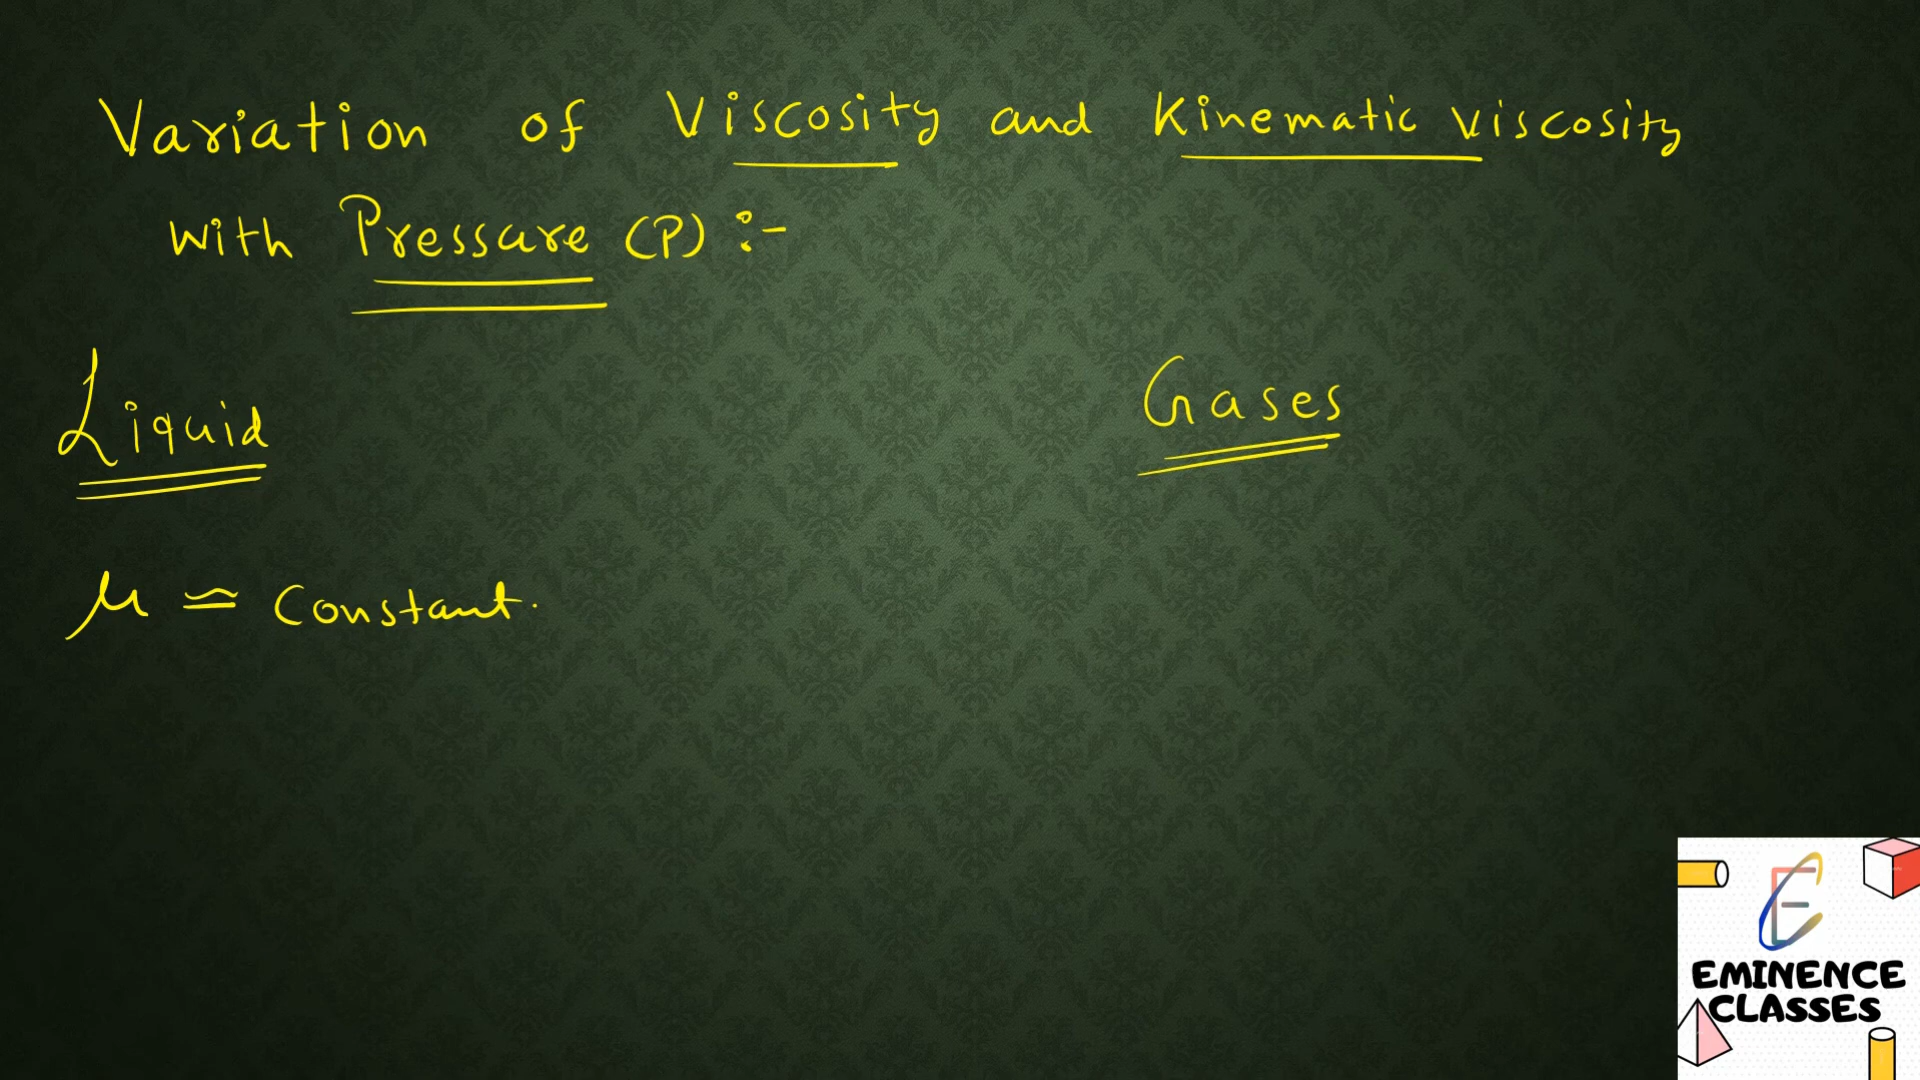 Variation of Viscosity and Kinematic viscosity
with Pressure (P) :-
Liquid
Gases
μ ≃ constant.
EMINENCE
CLASSES